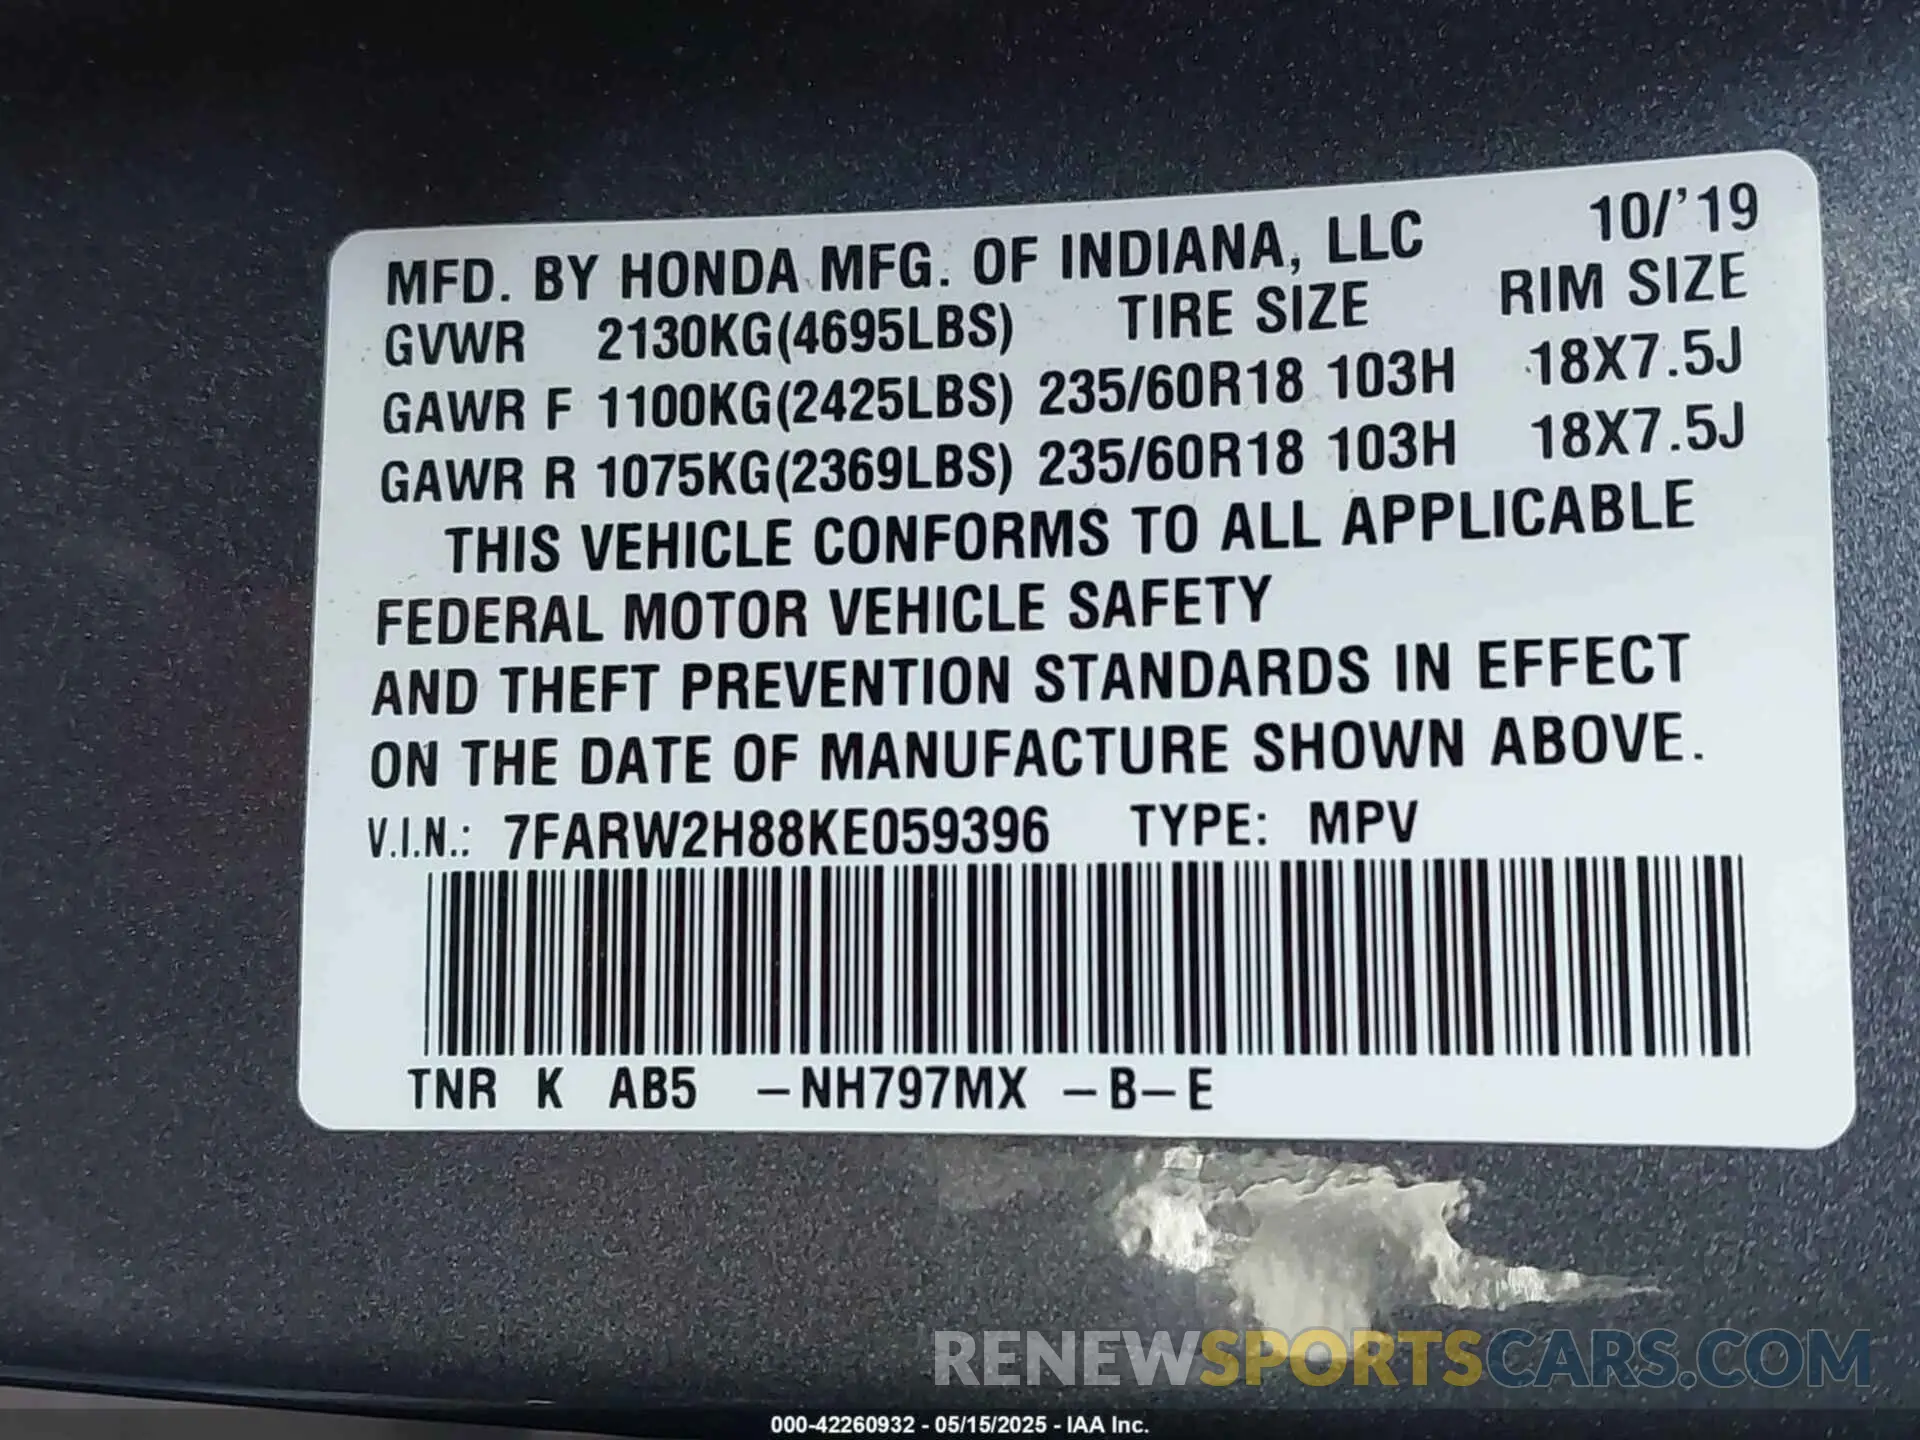 MFD. BY HONDA MFG. OF INDIANA, LLC 10/'19
GVWR 2130KG(4695LBS) TIRE SIZE RIM SIZE
GAWR F 1100KG(2425LBS) 235/60R18 103H 18X7.5J
GAWR R 1075KG(2369LBS) 235/60R18 103H 18X7.5J
THIS VEHICLE CONFORMS TO ALL APPLICABLE
FEDERAL MOTOR VEHICLE SAFETY
AND THEFT PREVENTION STANDARDS IN EFFECT
ON THE DATE OF MANUFACTURE SHOWN ABOVE.
V.I.N.: 7FARW2H88KE059396 TYPE: MPV
TNR K AB5 –NH797MX –B–E
RENEWSPORTSCARS.COM
000-42260932 - 05/15/2025 - IAA Inc.